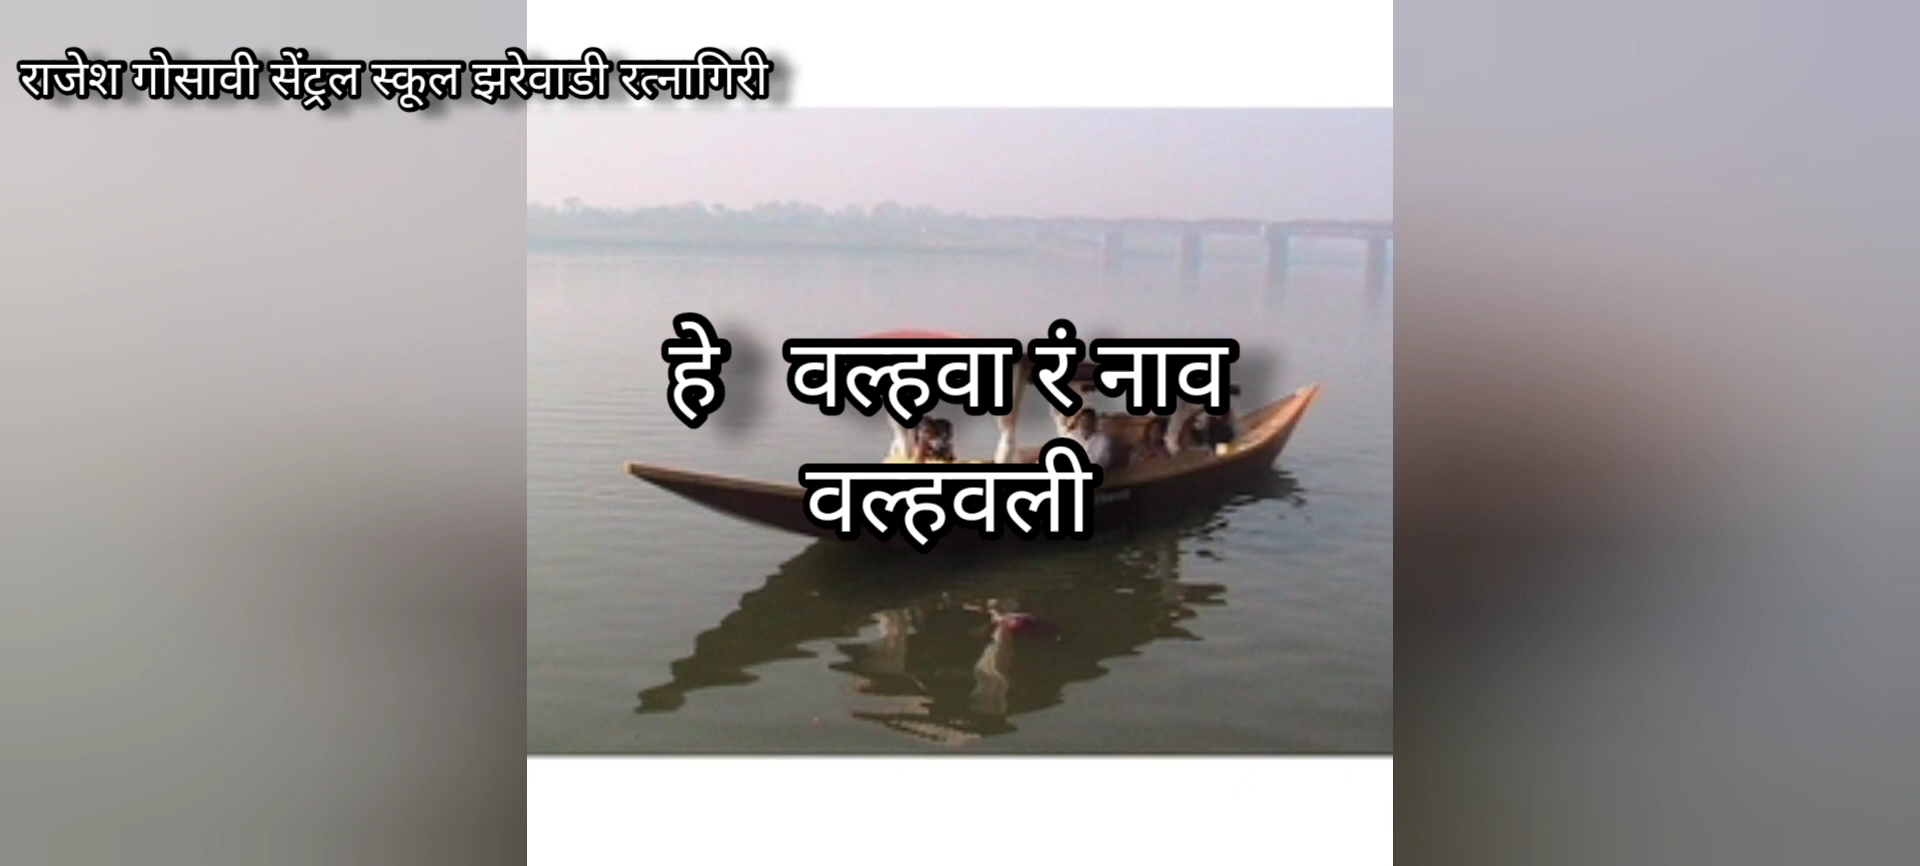 राजेश गोसावी सेंट्रल स्कूल झरेवाडी रत्नागिरी
हे वल्हवा रं नाव
वल्हवली